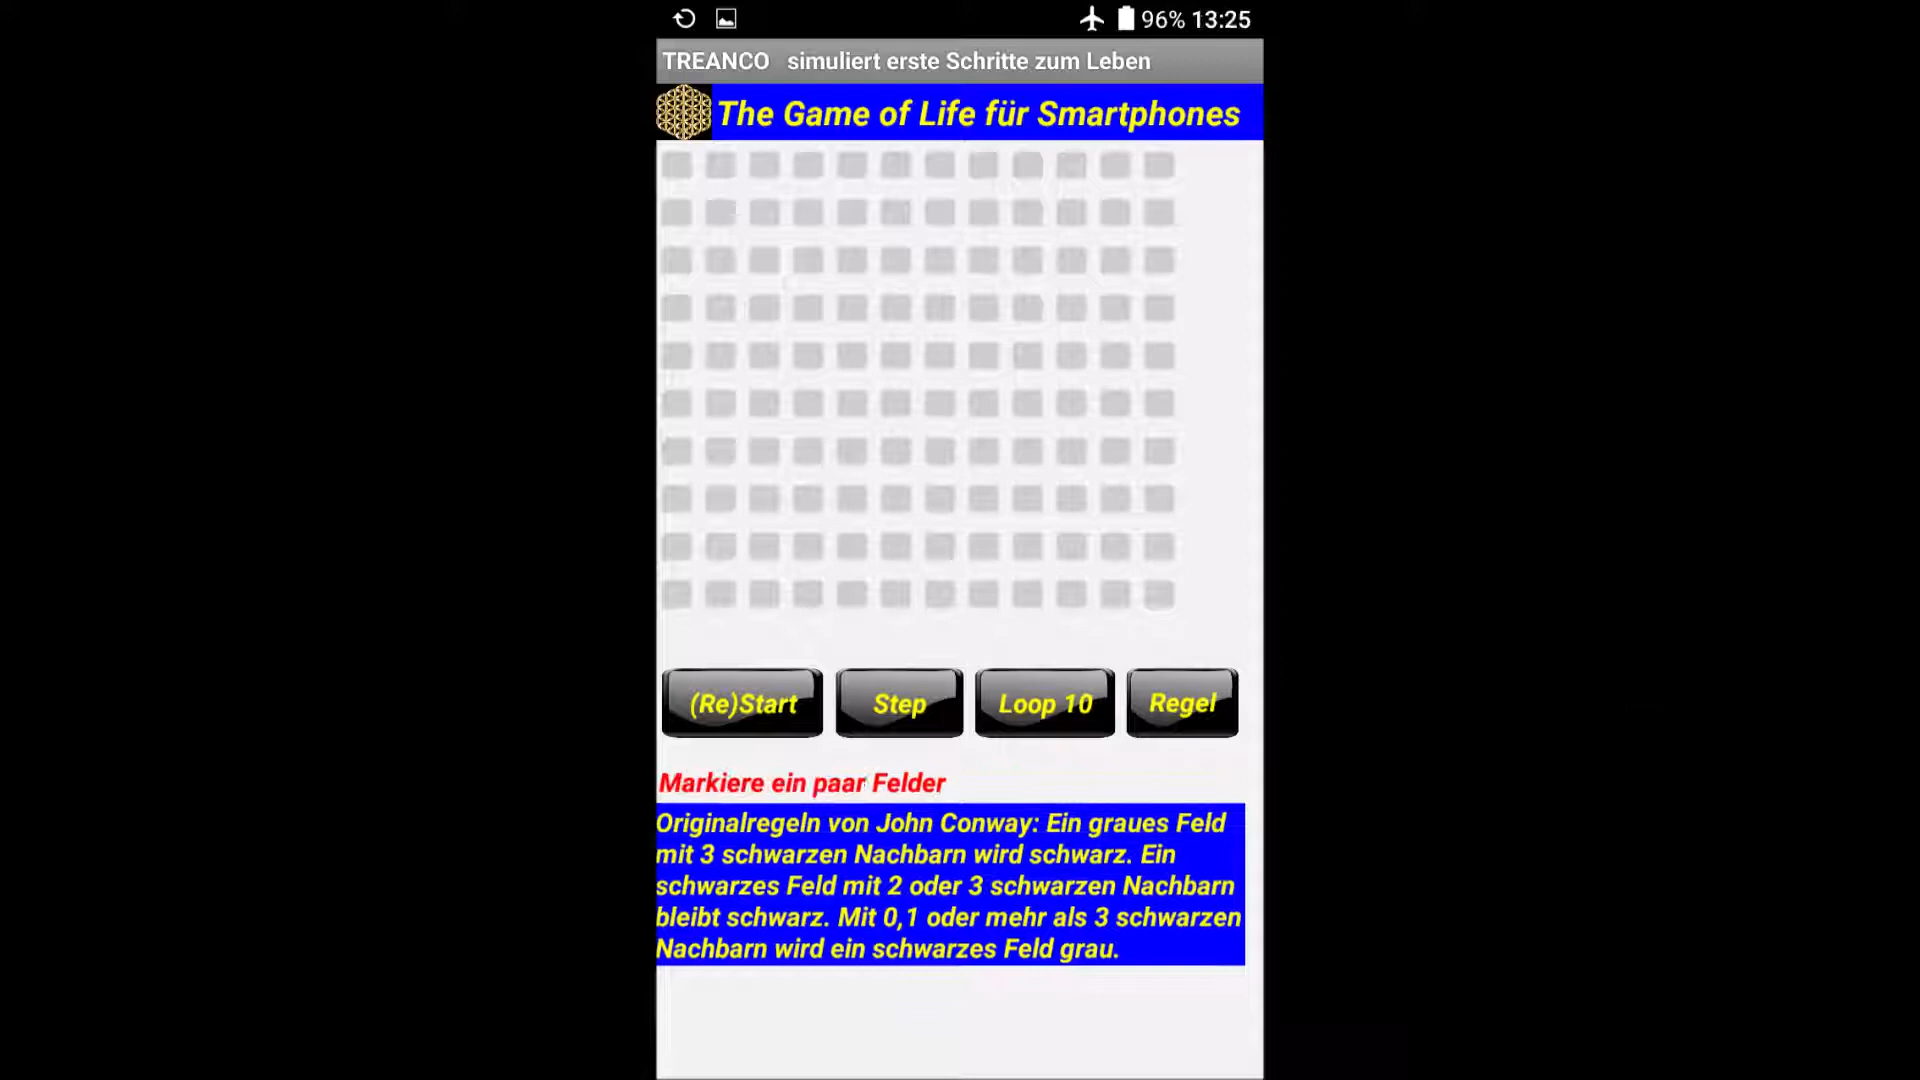 96% 13:25
TREANCO simuliert erste Schritte zum Leben
The Game of Life für Smartphones
(Re)Start Step Loop 10 Regel
Markiere ein paar Felder
Originalregeln von John Conway: Ein graues Feld
mit 3 schwarzen Nachbarn wird schwarz. Ein
schwarzes Feld mit 2 oder 3 schwarzen Nachbarn
bleibt schwarz. Mit 0,1 oder mehr als 3 schwarzen
Nachbarn wird ein schwarzes Feld grau.